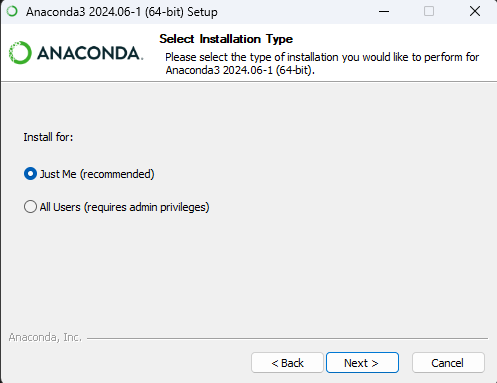 Anaconda3 2024.06-1 (64-bit) Setup
ANACONDA.
Select Installation Type
Please select the type of installation you would like to perform for
Anaconda3 2024.06-1 (64-bit).
Install for:
Just Me (recommended)
All Users (requires admin privileges)
Anaconda, Inc.
< Back
Next >
Cancel